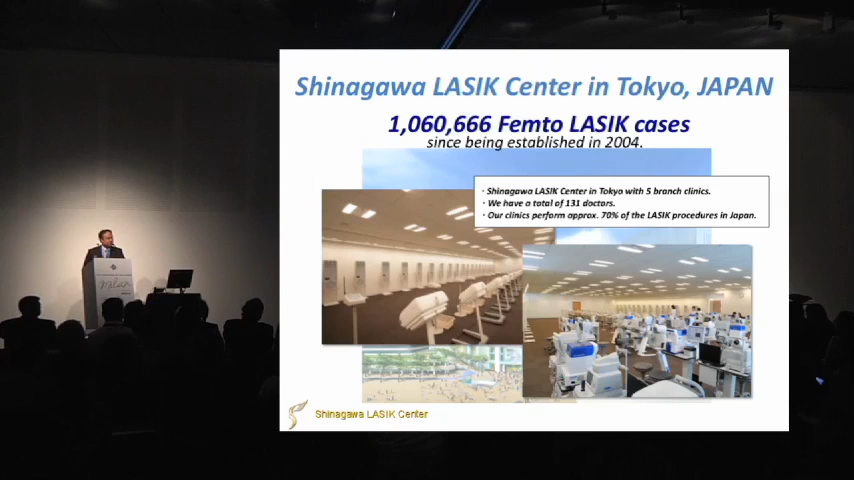 Shinagawa LASIK Center in Tokyo, JAPAN
1,060,666 Femto LASIK cases
since being established in 2004.
· Shinagawa LASIK Center in Tokyo with 5 branch clinics.
· We have a total of 131 doctors.
· Our clinics perform approx. 70% of the LASIK procedures in Japan.
Shinagawa LASIK Center